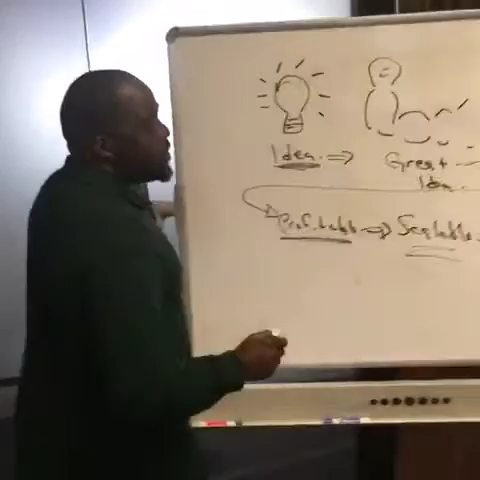 Idea. ⇒ Great
Idea.
Profitable ⇒ Scalable.